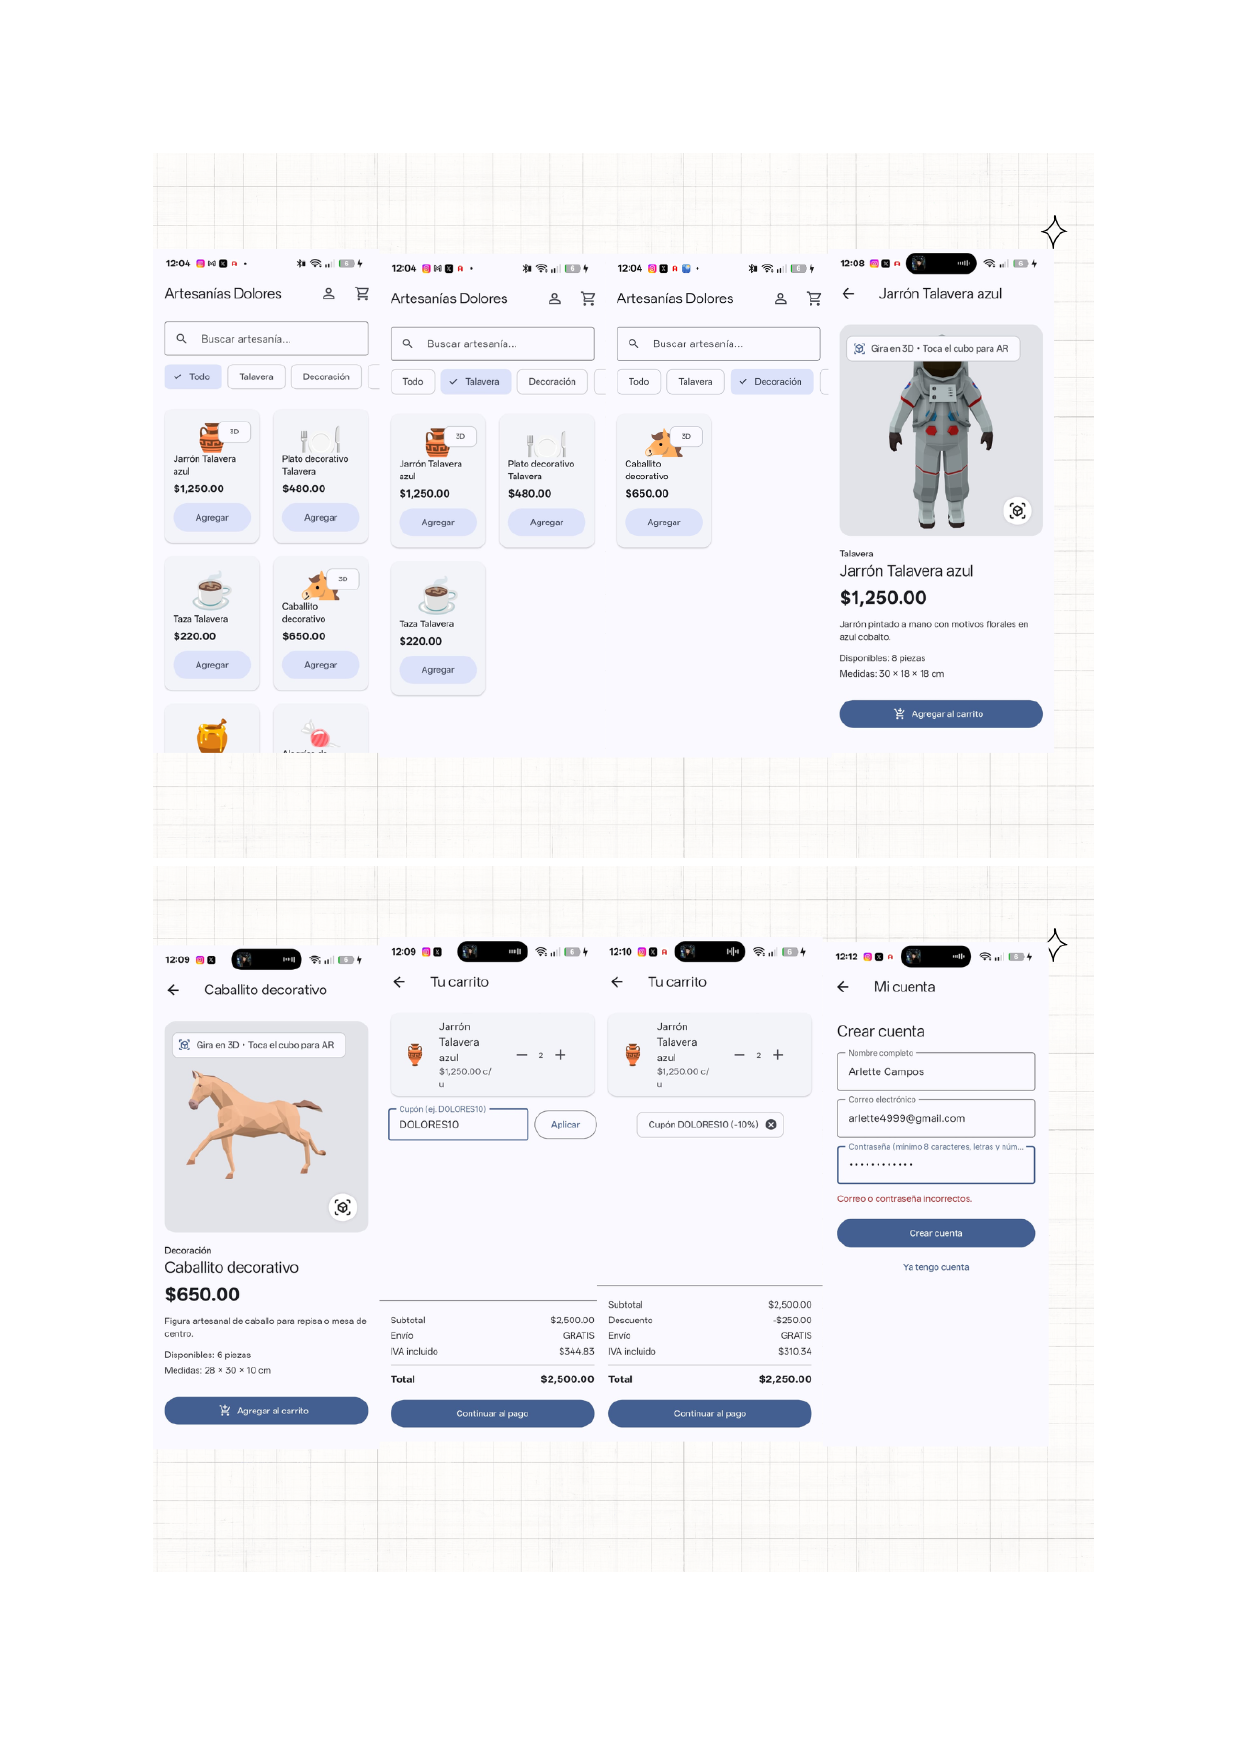 12:04
Artesanías Dolores
Buscar artesanía...
Todo
Talavera
Decoración
3D
Jarrón Talavera
azul
$1,250.00
Agregar
Plato decorativo
Talavera
$480.00
Agregar
Taza Talavera
$220.00
Agregar
3D
Caballito
decorativo
$650.00
Agregar
12:04
Artesanías Dolores
Buscar artesanía...
Todo
Talavera
Decoración
3D
Jarrón Talavera
azul
$1,250.00
Agregar
Plato decorativo
Talavera
$480.00
Agregar
Taza Talavera
$220.00
Agregar
12:04
Artesanías Dolores
Buscar artesanía...
Todo
Talavera
Decoración
3D
Caballito
decorativo
$650.00
Agregar
12:08
Jarrón Talavera azul
Gira en 3D • Toca el cubo para AR
Talavera
Jarrón Talavera azul
$1,250.00
Jarrón pintado a mano con motivos florales en
azul cobalto.
Disponibles: 8 piezas
Medidas: 30 × 18 × 18 cm
Agregar al carrito
12:09
Caballito decorativo
Gira en 3D • Toca el cubo para AR
Decoración
Caballito decorativo
$650.00
Figura artesanal de caballo para repisa o mesa de
centro.
Disponibles: 6 piezas
Medidas: 28 × 30 × 10 cm
Agregar al carrito
12:09
Tu carrito
Jarrón
Talavera
azul
$1,250.00 c/
u
2
Cupón (ej. DOLORES10)
DOLORES10
Aplicar
Subtotal $2,500.00
Envío GRATIS
IVA incluido $344.83
Total $2,500.00
Continuar al pago
12:10
Tu carrito
Jarrón
Talavera
azul
$1,250.00 c/
u
2
Cupón DOLORES10 (-10%)
Subtotal $2,500.00
Descuento -$250.00
Envío GRATIS
IVA incluido $310.34
Total $2,250.00
Continuar al pago
12:12
Mi cuenta
Crear cuenta
Nombre completo
Arlette Campos
Correo electrónico
arlette4999@gmail.com
Contraseña (mínimo 8 caracteres, letras y núm...
Correo o contraseña incorrectos.
Crear cuenta
Ya tengo cuenta